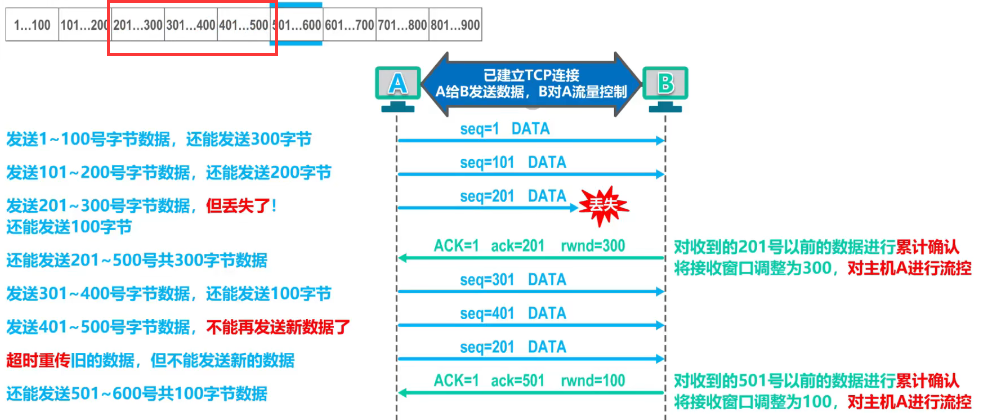 1…100 101…200 201…300 301…400 401…500 501…600 601…700 701…800 801…900
已建立TCP连接
A给B发送数据，B对A流量控制
A
B
发送1~100号字节数据，还能发送300字节
seq=1 DATA
发送101~200号字节数据，还能发送200字节
seq=101 DATA
发送201~300号字节数据，但丢失了！
还能发送100字节
seq=201 DATA
丢失
还能发送201~500号共300字节数据
ACK=1 ack=201 rwnd=300
对收到的201号以前的数据进行累计确认
将接收窗口调整为300，对主机A进行流控
发送301~400号字节数据，还能发送100字节
seq=301 DATA
发送401~500号字节数据，不能再发送新数据了
seq=401 DATA
超时重传旧的数据，但不能发送新的数据
seq=201 DATA
还能发送501~600号共100字节数据
ACK=1 ack=501 rwnd=100
对收到的501号以前的数据进行累计确认
将接收窗口调整为100，对主机A进行流控